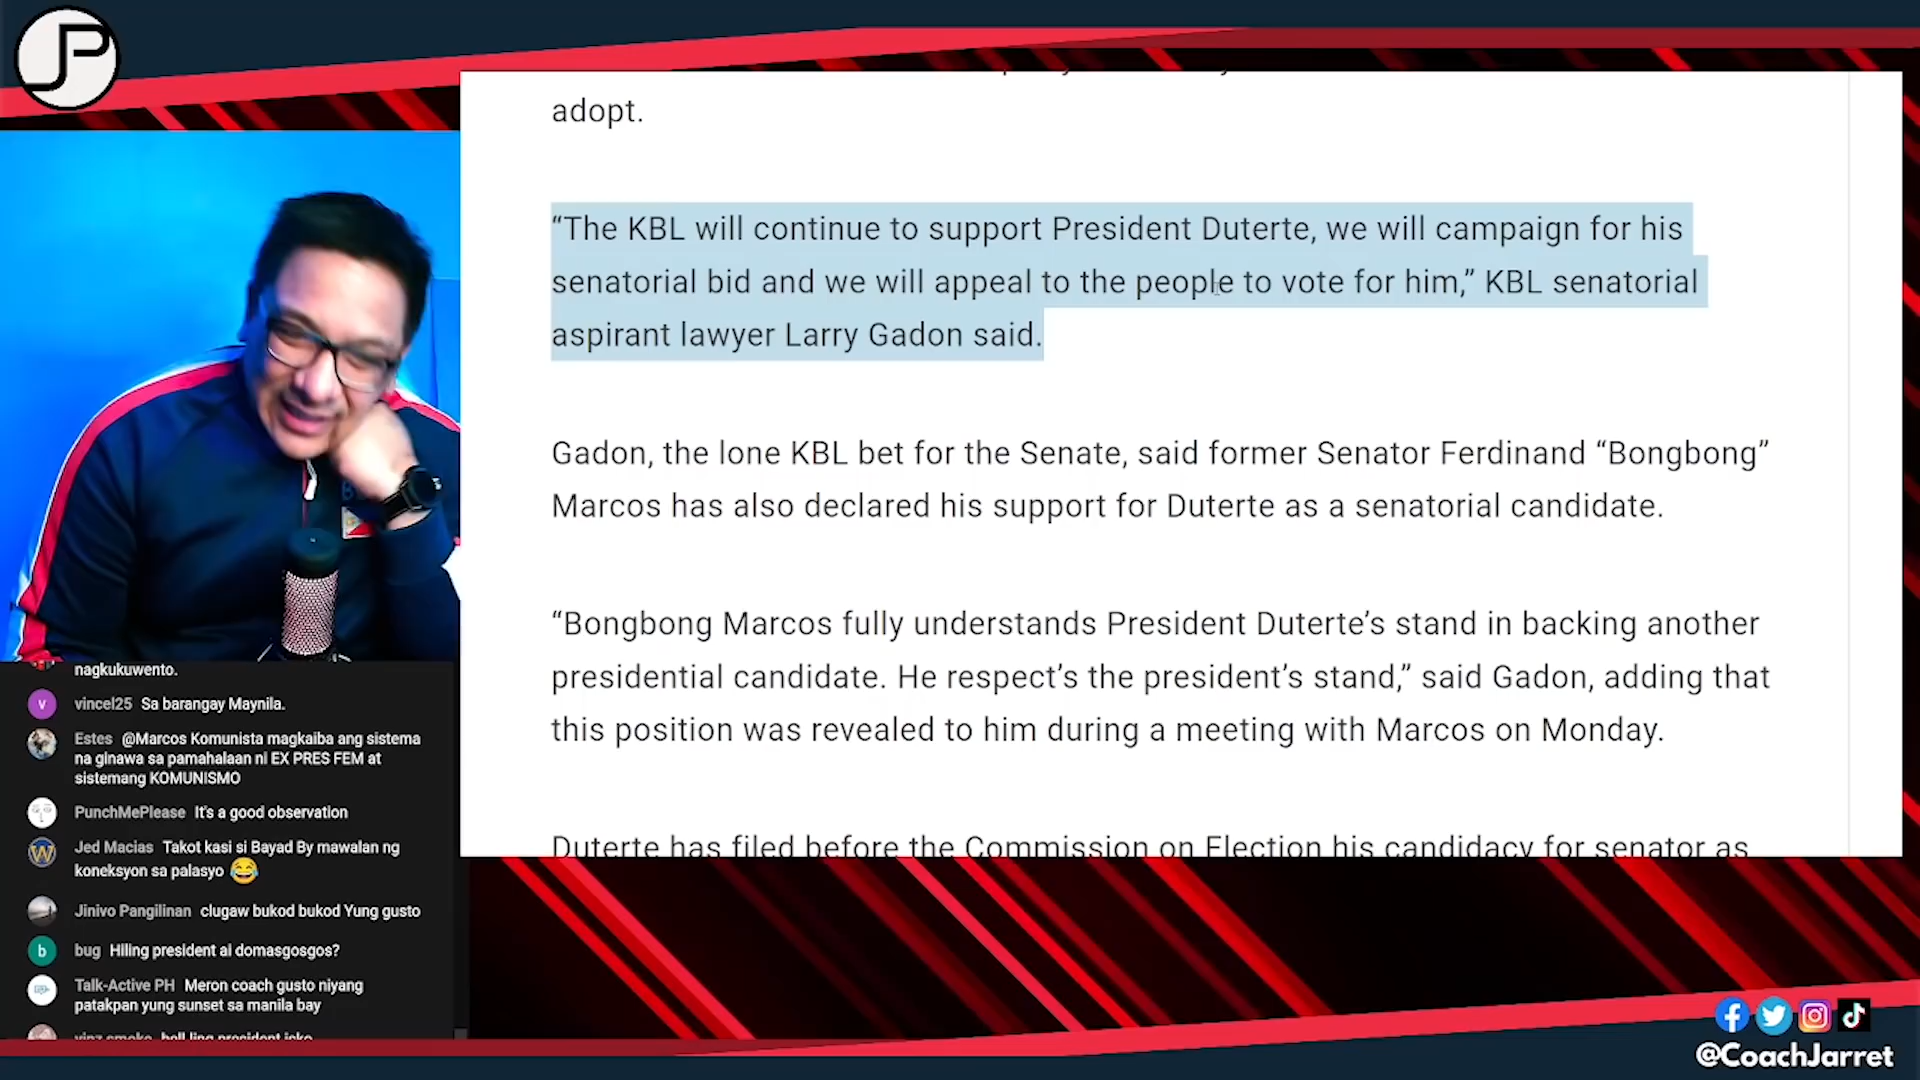 JP
adopt.
“The KBL will continue to support President Duterte, we will campaign for his
senatorial bid and we will appeal to the people to vote for him,” KBL senatorial
aspirant lawyer Larry Gadon said.
Gadon, the lone KBL bet for the Senate, said former Senator Ferdinand “Bongbong”
Marcos has also declared his support for Duterte as a senatorial candidate.
“Bongbong Marcos fully understands President Duterte’s stand in backing another
presidential candidate. He respect’s the president’s stand,” said Gadon, adding that
this position was revealed to him during a meeting with Marcos on Monday.
Duterte has filed before the Commission on Election his candidacy for senator as
nagkukuwento.
v vincel25 Sa barangay Maynila.
Estes @Marcos Komunista magkaiba ang sistema
na ginawa sa pamahalaan ni EX PRES FEM at
sistemang KOMUNISMO
PunchMePlease It's a good observation
Jed Macias Takot kasi si Bayad By mawalan ng
koneksyon sa palasyo 😂
Jinivo Pangilinan clugaw bukod bukod Yung gusto
b bug Hiling president ai domasgosgos?
Talk-Active PH Meron coach gusto niyang
patakpan yung sunset sa manila bay
@CoachJarret